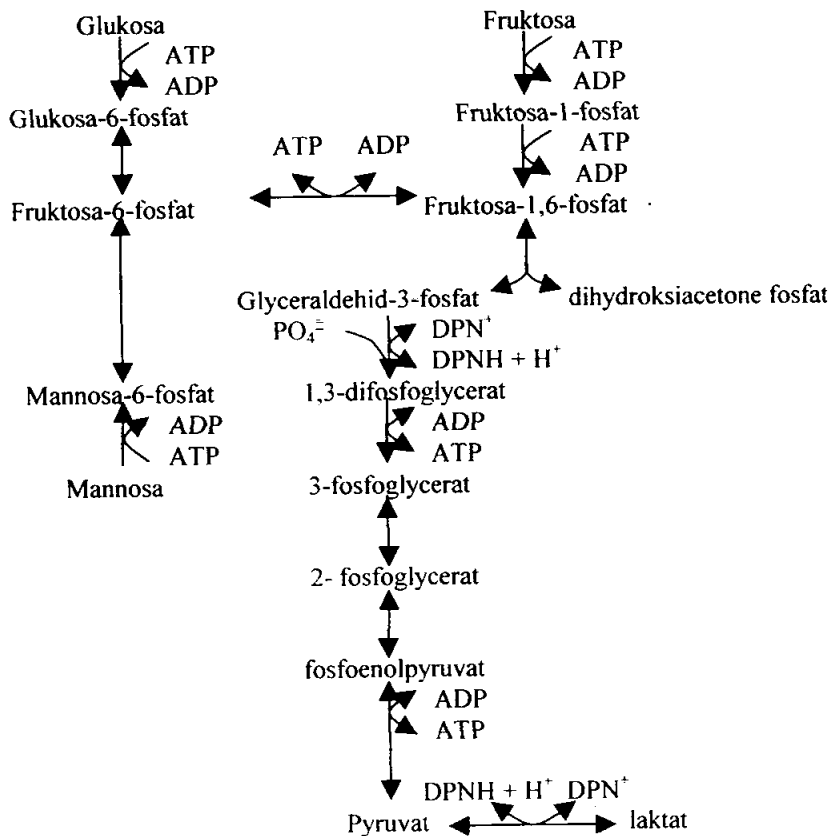 Glukosa
Fruktosa
ATP
ATP
ADP
ADP
Glukosa-6-fosfat
Fruktosa-1-fosfat
ATP
ATP ADP
ADP
Fruktosa-6-fosfat
Fruktosa-1,6-fosfat
Glyceraldehid-3-fosfat
dihydroksiacetone fosfat
PO₄⁼
DPN⁺
DPNH + H⁺
Mannosa-6-fosfat
1,3-difosfoglycerat
ADP
ADP
ATP
ATP
Mannosa
3-fosfoglycerat
2- fosfoglycerat
fosfoenolpyruvat
ADP
ATP
DPNH + H⁺ DPN⁺
Pyruvat
laktat